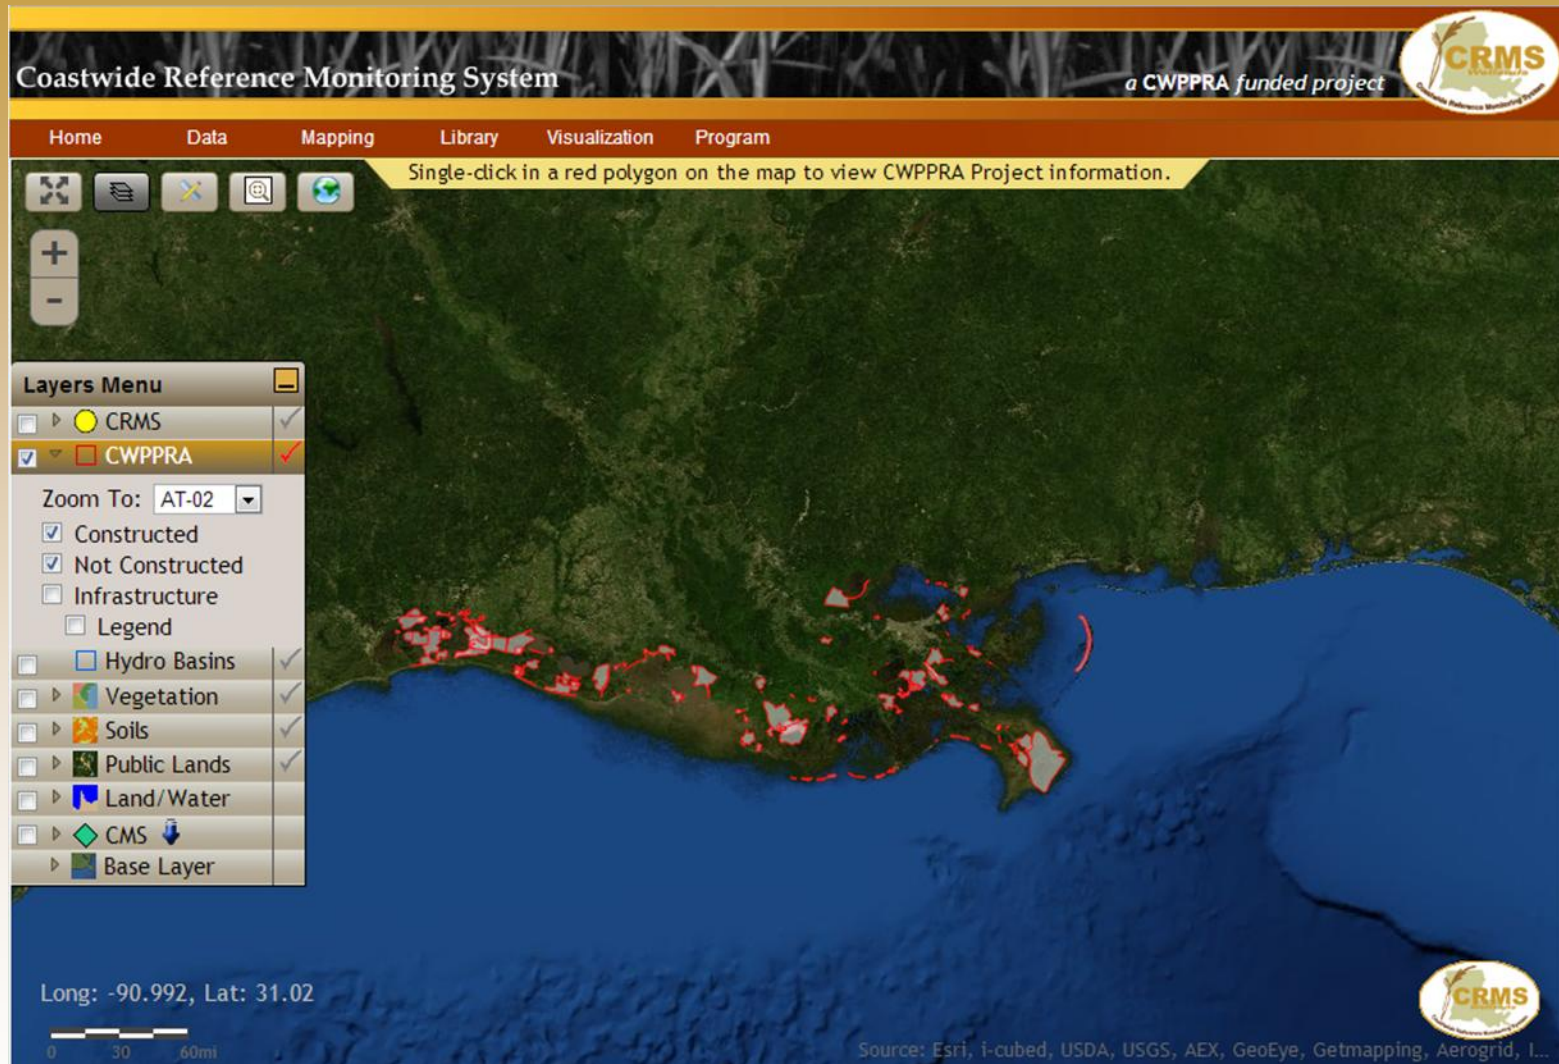 Coastwide Reference Monitoring System
a CWPPRA funded project
CRMS
Wetlands
Home Data Mapping Library Visualization Program
Single-click in a red polygon on the map to view CWPPRA Project information.
+
-
Layers Menu
CRMS
CWPPRA
Zoom To: AT-02
Constructed
Not Constructed
Infrastructure
Legend
Hydro Basins
Vegetation
Soils
Public Lands
Land/Water
CMS
Base Layer
Long: -90.992, Lat: 31.02
0 30 60mi
CRMS
Source: Esri, i-cubed, USDA, USGS, AEX, GeoEye, Getmapping, Aerogrid, I...